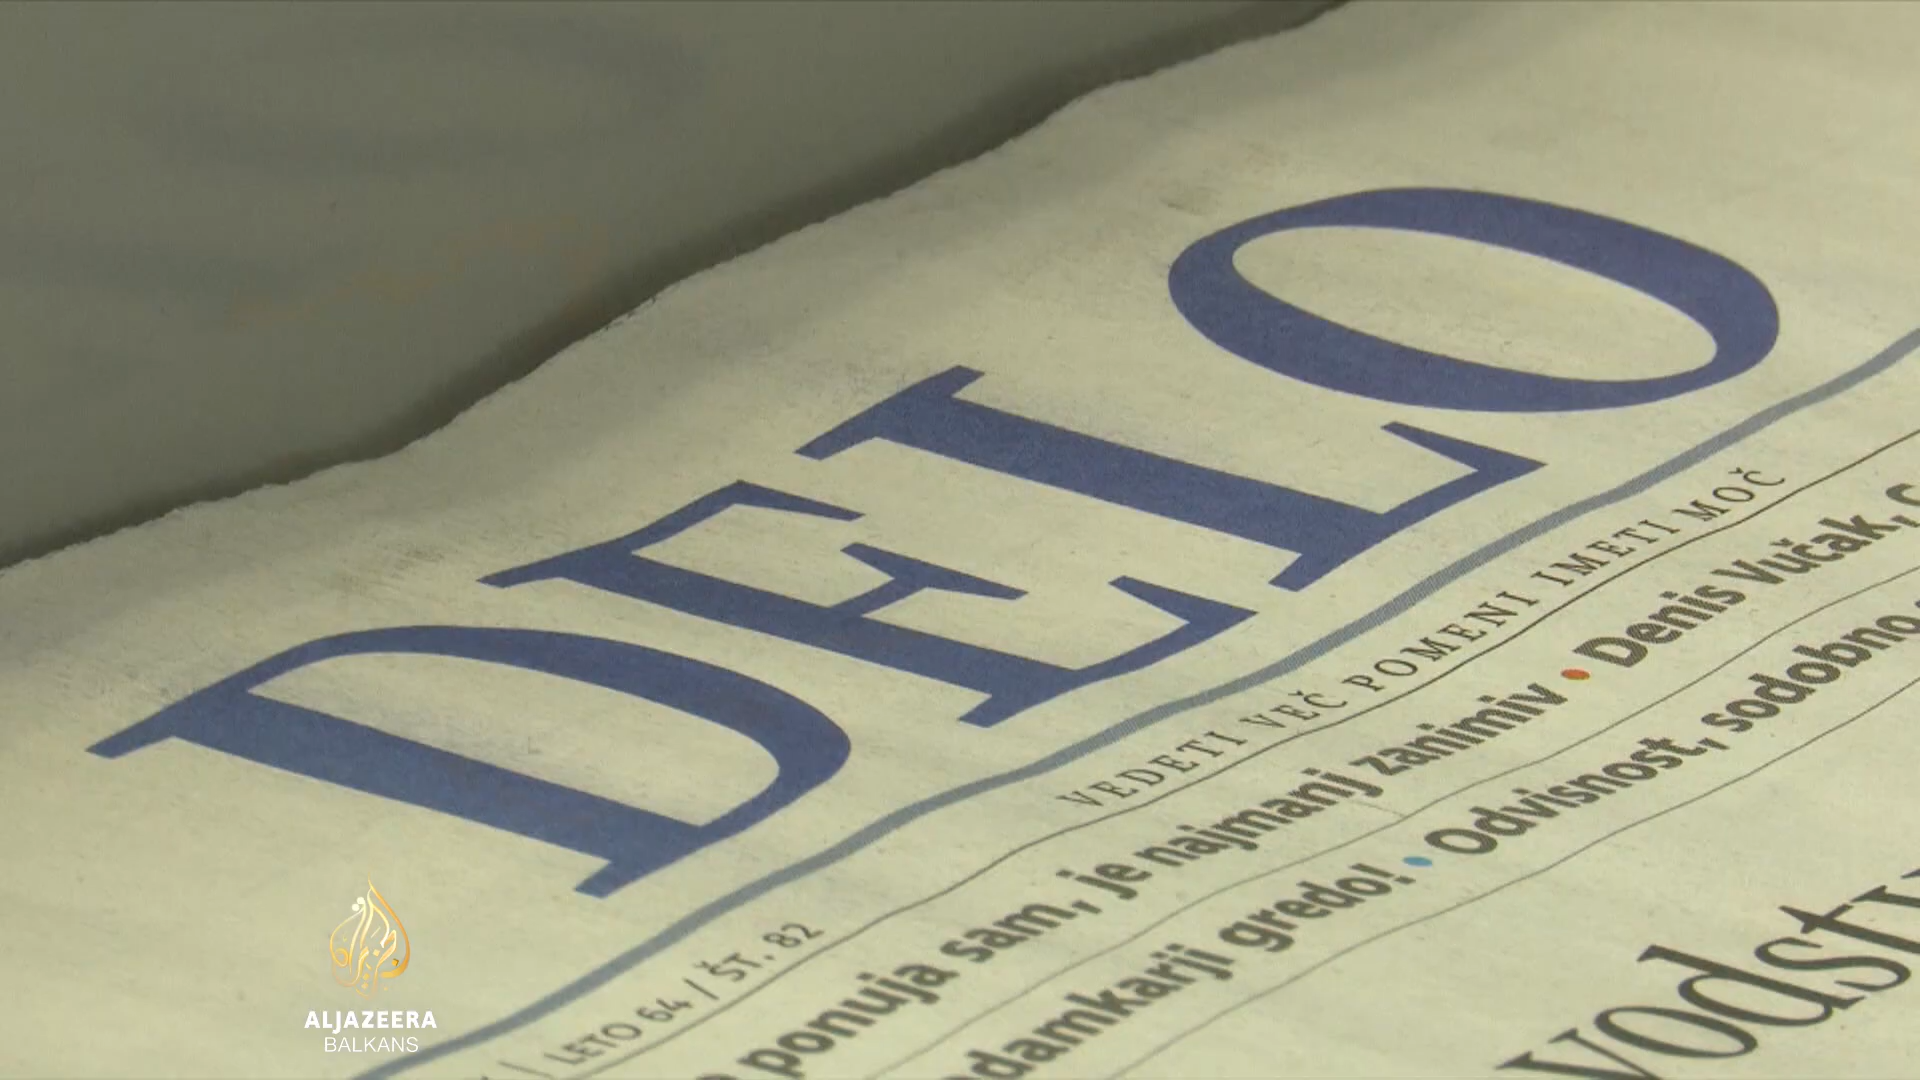 DELO
VEDETI VEČ POMENI IMETI MOČ
LETO 64 / ŠT. 82
ponuja sam, je najmanj zanimiv • Denis Vučak,
gredo! • Odvisnost, sodobno
ALJAZEERA
BALKANS